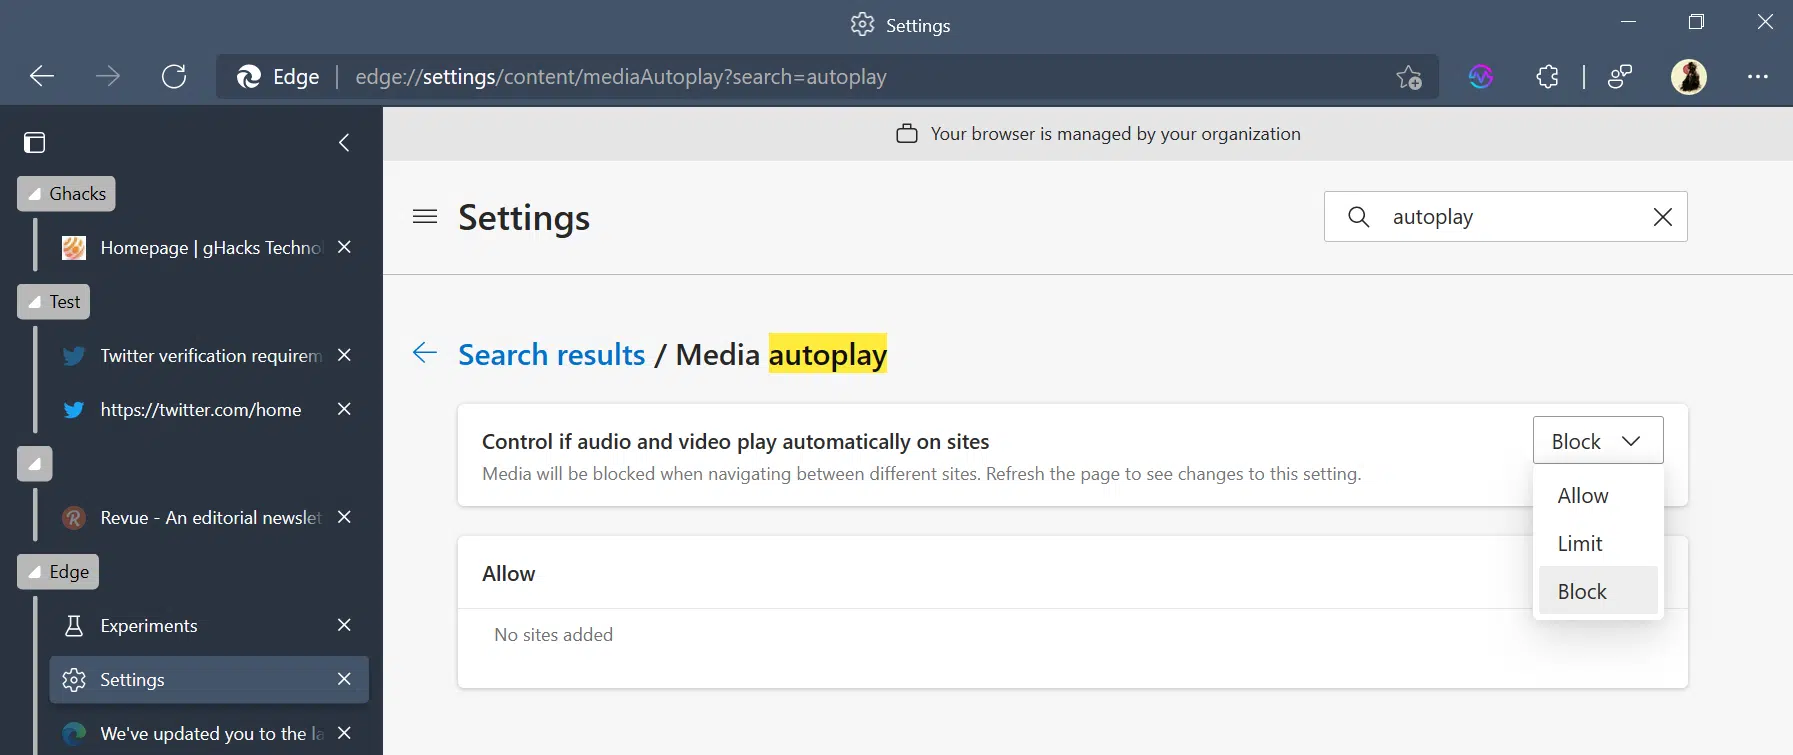 Settings
Edge | edge://settings/content/mediaAutoplay?search=autoplay
Your browser is managed by your organization
Ghacks
Homepage | gHacks Techno
Test
Twitter verification requirem
https://twitter.com/home
Revue - An editorial newslet
Edge
Experiments
Settings
We've updated you to the la
Settings
autoplay
Search results / Media autoplay
Control if audio and video play automatically on sites
Media will be blocked when navigating between different sites. Refresh the page to see changes to this setting.
Block
Allow
Limit
Block
Allow
No sites added